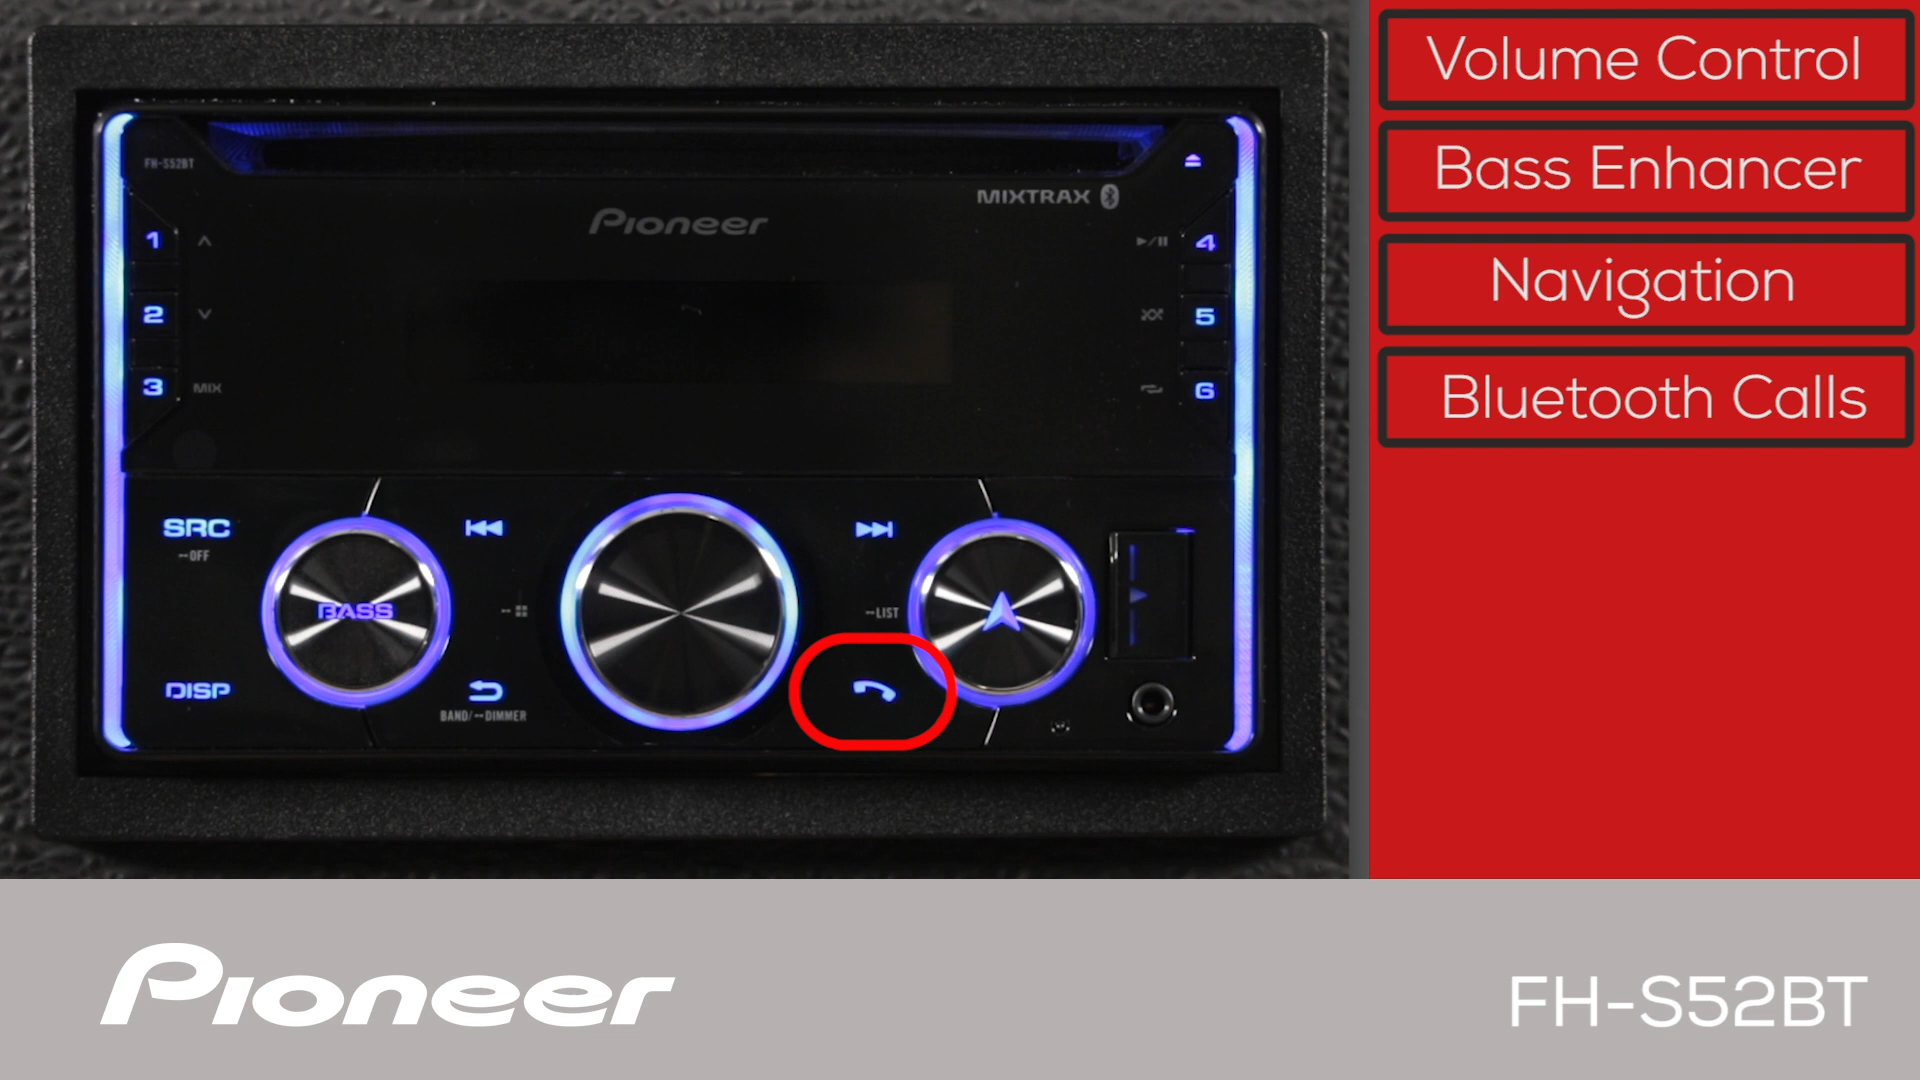 Volume Control
Bass Enhancer
Navigation
Bluetooth Calls
FH-S52BT
MIXTRAX
Pioneer
1
4
2
5
3 MIX
6
SRC
--OFF
BASS
--LIST
DISP
BAND/--DIMMER
Pioneer
FH-S52BT